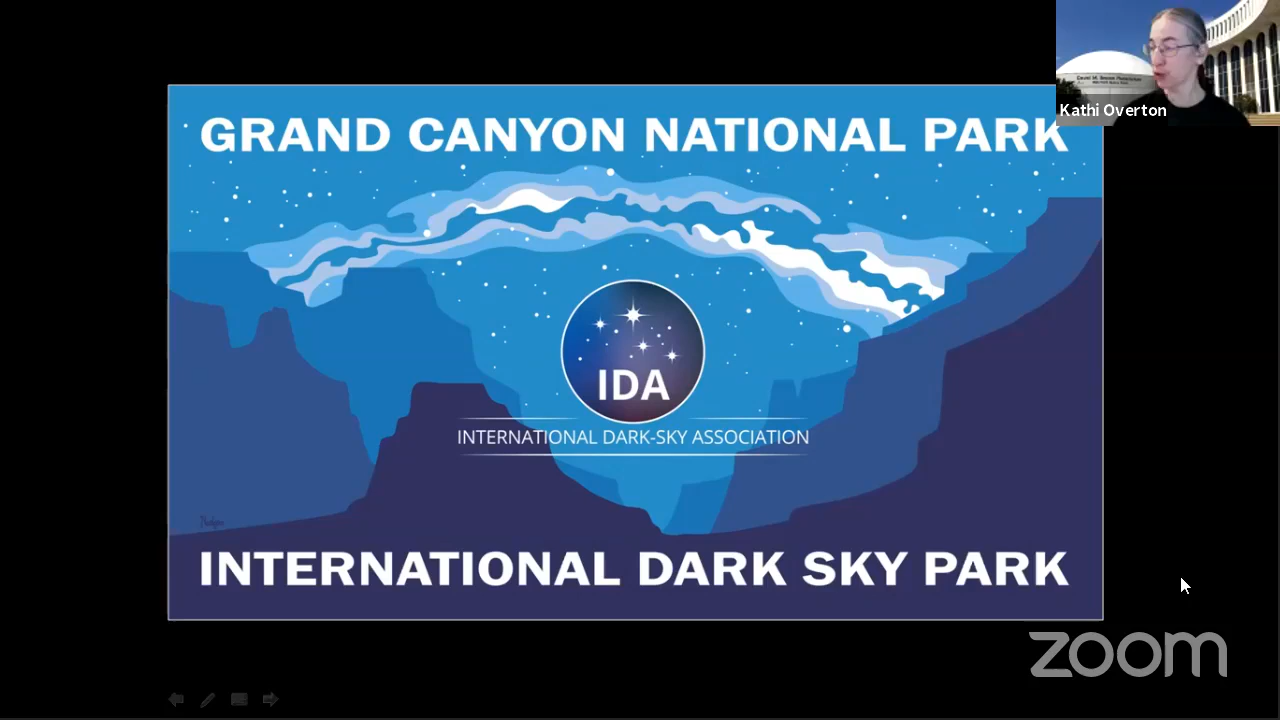 GRAND CANYON NATIONAL PARK
Kathi Overton
IDA
INTERNATIONAL DARK-SKY ASSOCIATION
INTERNATIONAL DARK SKY PARK
zoom